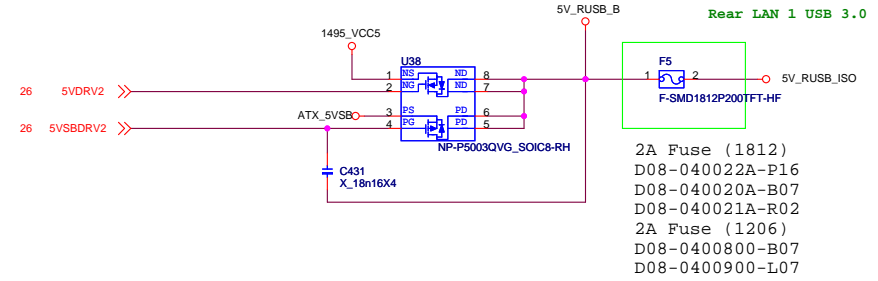 5V_RUSB_B
Rear LAN 1 USB 3.0
1495_VCC5
U38
F5
1 NS ND 8
1 2
5V_RUSB_ISO
26 5VDRV2
2 NG ND 7
F-SMD1812P200TFT-HF
ATX_5VSB
3 PS PD 6
26 5VSBDRV2
4 PG PD 5
NP-P5003QVG_SOIC8-RH
2A Fuse (1812)
C431
D08-040022A-P16
X_18n16X4
D08-040020A-B07
D08-040021A-R02
2A Fuse (1206)
D08-0400800-B07
D08-0400900-L07